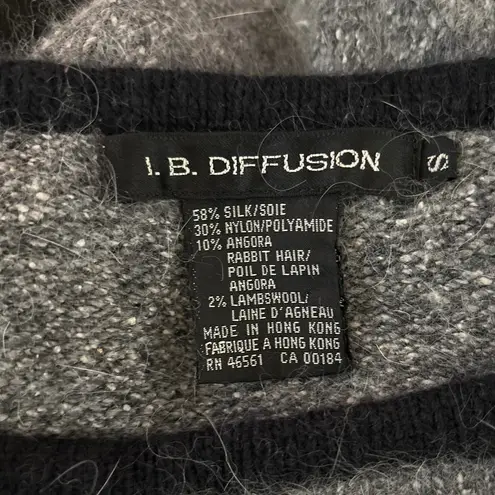 I.B. DIFFUSION
S
58% SILK/SOIE
30% NYLON/POLYAMIDE
10% ANGORA
RABBIT HAIR/
POIL DE LAPIN
ANGORA
2% LAMBSWOOL/
LAINE D'AGNEAU
MADE IN HONG KONG
FABRIQUE A HONG KONG
RN 46561 CA 00184